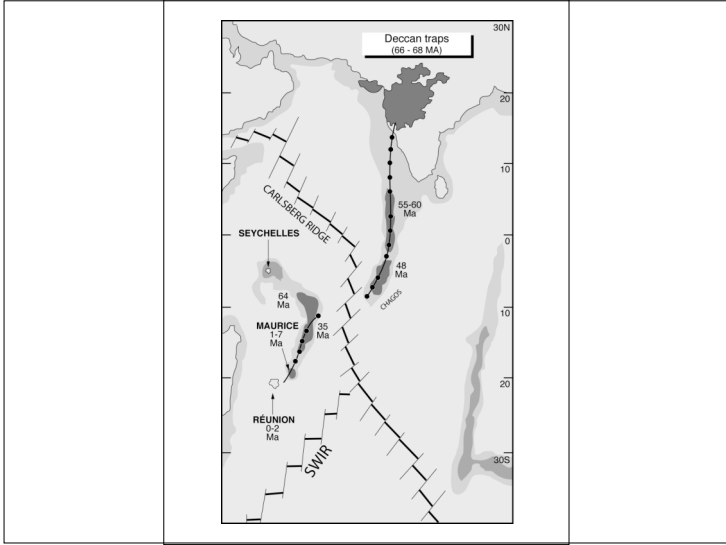 30N
Deccan traps
(66 - 68 MA)
20
10
CARLSBERG RIDGE
55-60
Ma
SEYCHELLES
0
48
Ma
CHAGOS
64
Ma
10
MAURICE
1-7
Ma
35
Ma
20
RÉUNION
0-2
Ma
SWIR
30S